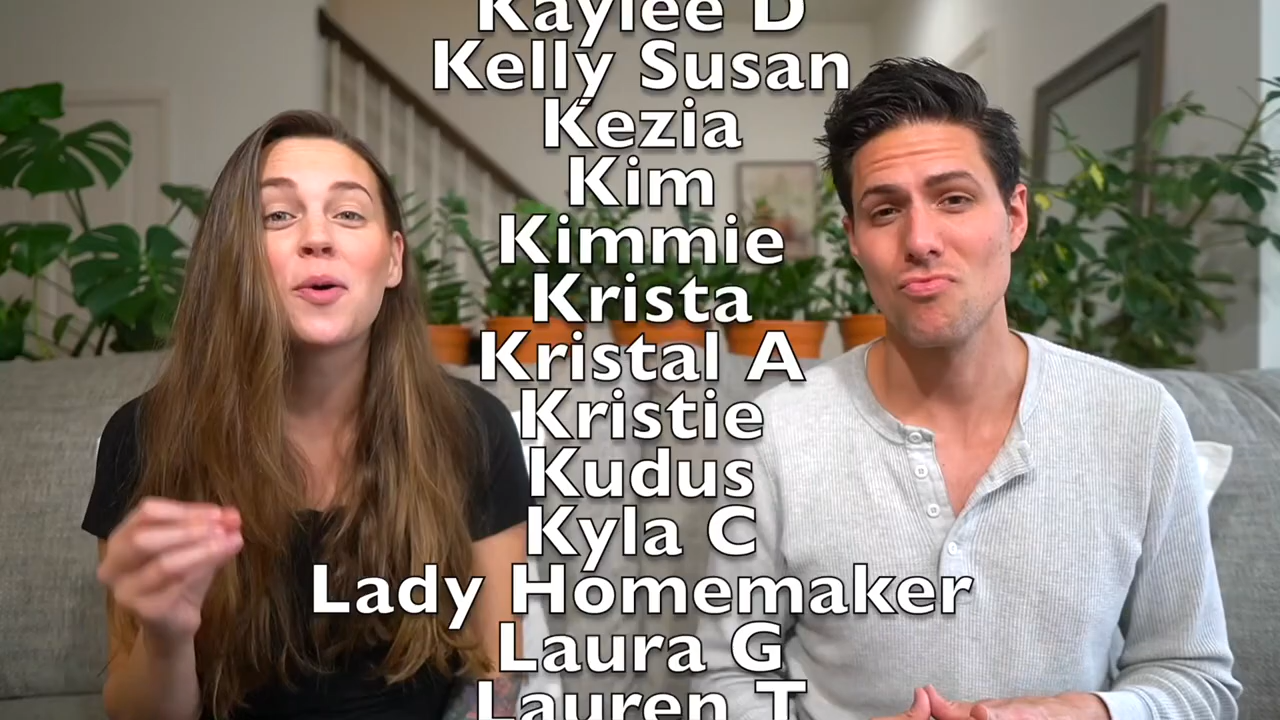 Kaylee D
Kelly Susan
Kezia
Kim
Kimmie
Krista
Kristal A
Kristie
Kudus
Kyla C
Lady Homemaker
Laura G
Lauren T